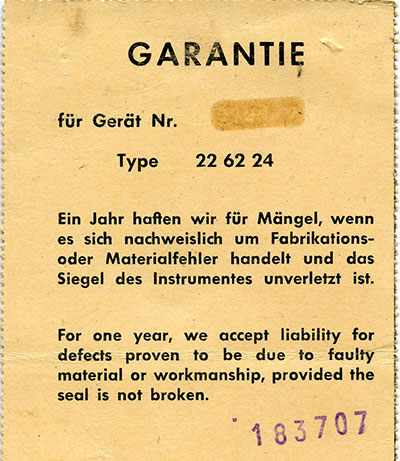 GARANTIE
für Gerät Nr.
Type 22 62 24
Ein Jahr haften wir für Mängel, wenn
es sich nachweislich um Fabrikations-
oder Materialfehler handelt und das
Siegel des Instrumentes unverletzt ist.
For one year, we accept liability for
defects proven to be due to faulty
material or workmanship, provided the
seal is not broken.
183707